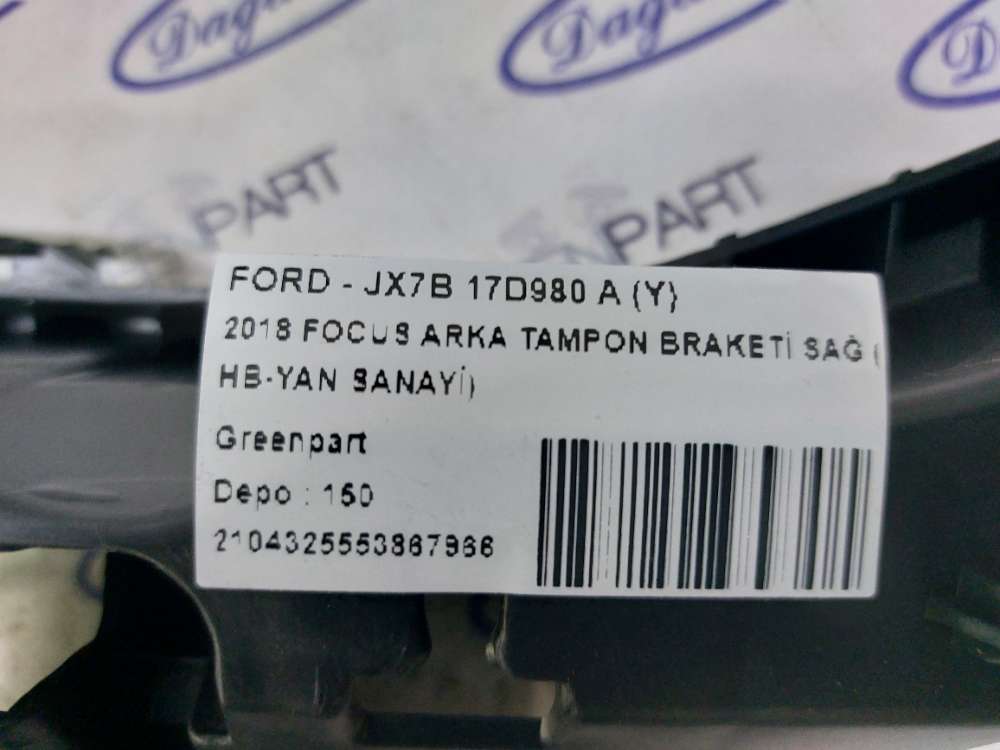 PART
PART
FORD - JX7B 17D980 A (Y)
2018 FOCUS ARKA TAMPON BRAKETİ SAĞ (
HB-YAN SANAYİ)
Greenpart
Depo : 150
2104325553867966